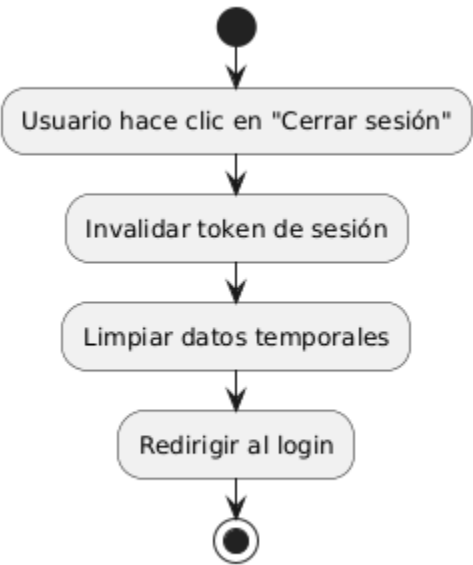 Usuario hace clic en "Cerrar sesión"
Invalidar token de sesión
Limpiar datos temporales
Redirigir al login